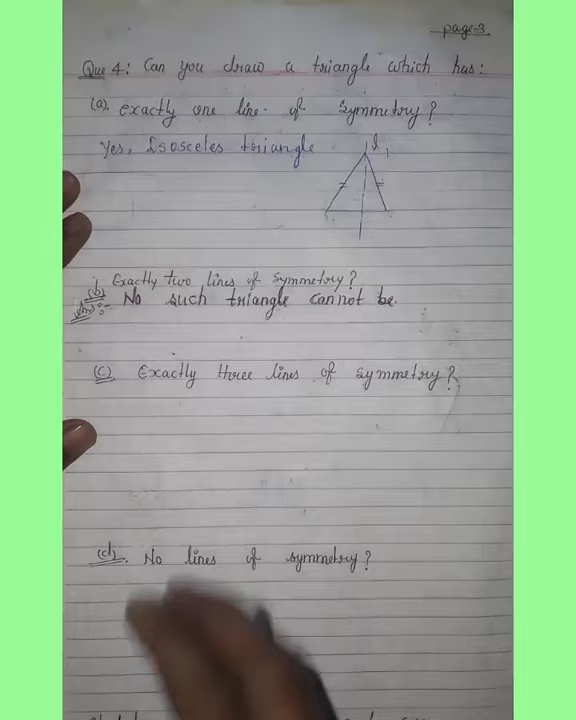 page-3
Que 4: Can you draw a triangle which has:
(a). exactly one line of symmetry?
Yes, Isosceles triangle
l1
(b) Exactly two lines of symmetry?
Ans:- No such triangle cannot be.
(c) Exactly three lines of symmetry?
(d). No lines of symmetry?